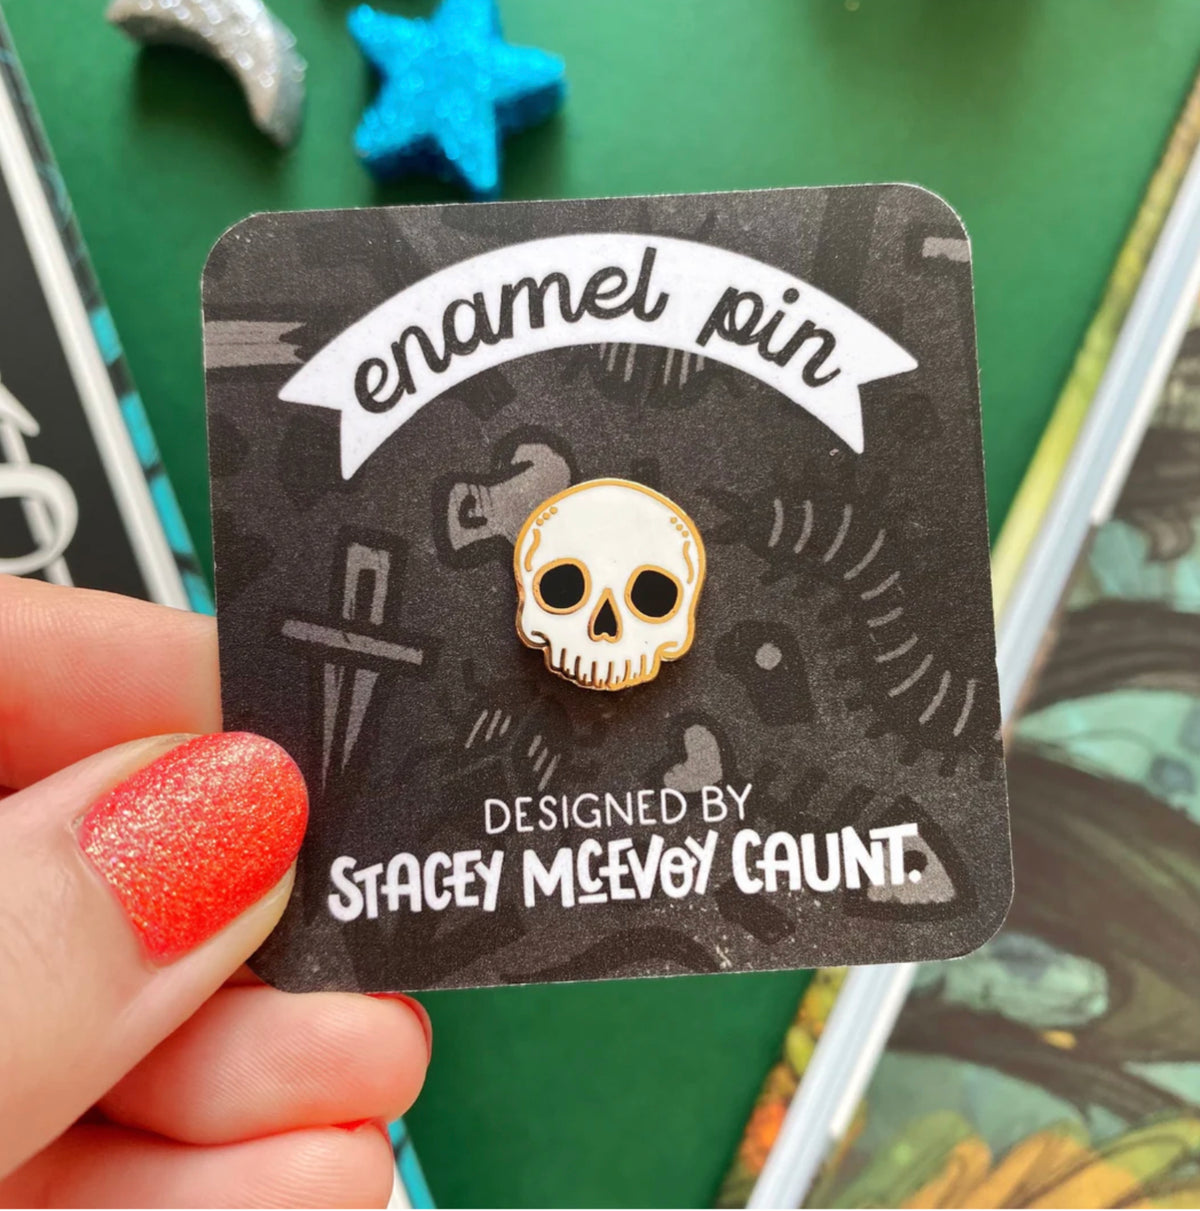 enamel pin
DESIGNED BY
STACEY MCEVOY CAUNT.